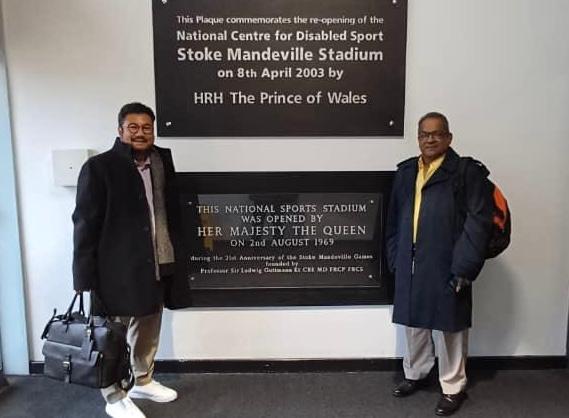 This Plaque commemorates the re-opening of the
National Centre for Disabled Sport
Stoke Mandeville Stadium
on 8th April 2003 by
HRH The Prince of Wales
THIS NATIONAL SPORTS STADIUM
WAS OPENED BY
HER MAJESTY THE QUEEN
ON 2nd AUGUST 1969
during the 21st Anniversary of the Stoke Mandeville Games
founded by
Professor Sir Ludwig Guttmann Kt CBE MD FRCP FRCS